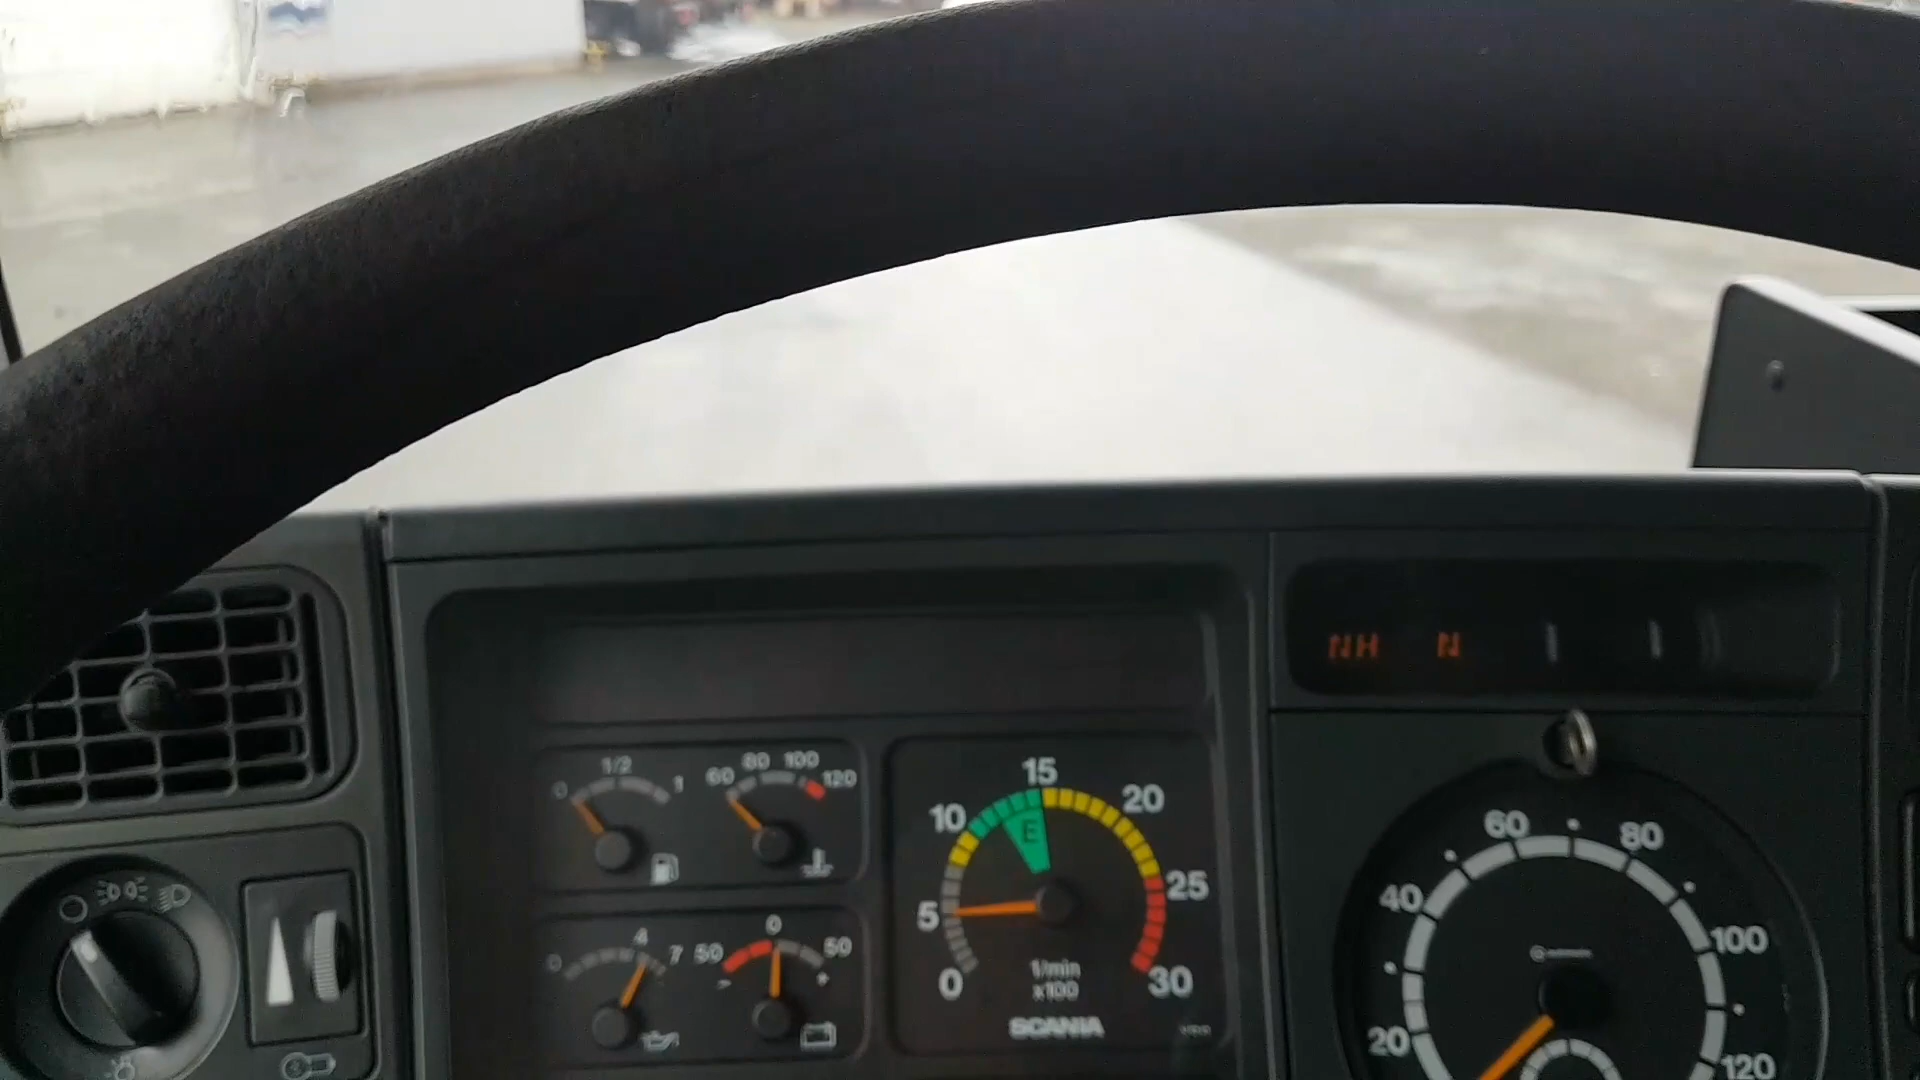 NH N
0 1/2 1
60 80 100 120
0 4 7
50 0 50
- +
0 5 10 15 20 25 30
E
1/min
x100
SCANIA
20 40 60 80 100 120